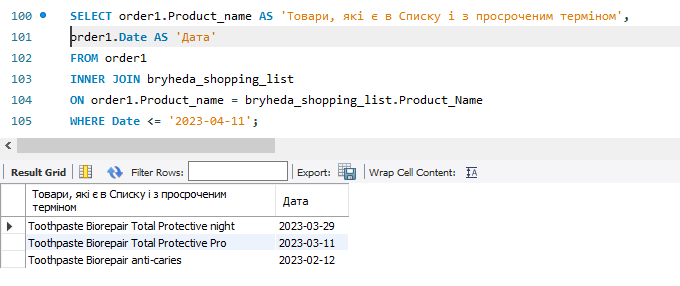 100 SELECT order1.Product_name AS 'Товари, які є в Списку і з просроченим терміном',
101 order1.Date AS 'Дата'
102 FROM order1
103 INNER JOIN bryheda_shopping_list
104 ON order1.Product_name = bryheda_shopping_list.Product_Name
105 WHERE Date <= '2023-04-11';
Result Grid Filter Rows: Export: Wrap Cell Content:
Товари, які є в Списку і з просроченим
терміном Дата
Toothpaste Biorepair Total Protective night 2023-03-29
Toothpaste Biorepair Total Protective Pro 2023-03-11
Toothpaste Biorepair anti-caries 2023-02-12